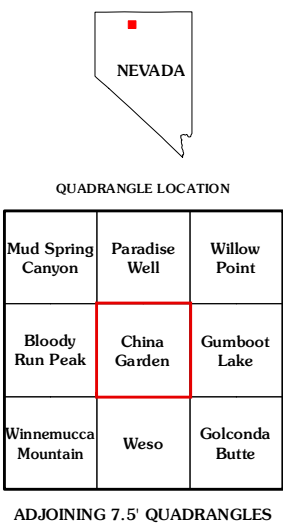 NEVADA
QUADRANGLE LOCATION
Mud Spring
Canyon
Paradise
Well
Willow
Point
Bloody
Run Peak
China
Garden
Gumboot
Lake
Winnemucca
Mountain
Weso
Golconda
Butte
ADJOINING 7.5' QUADRANGLES